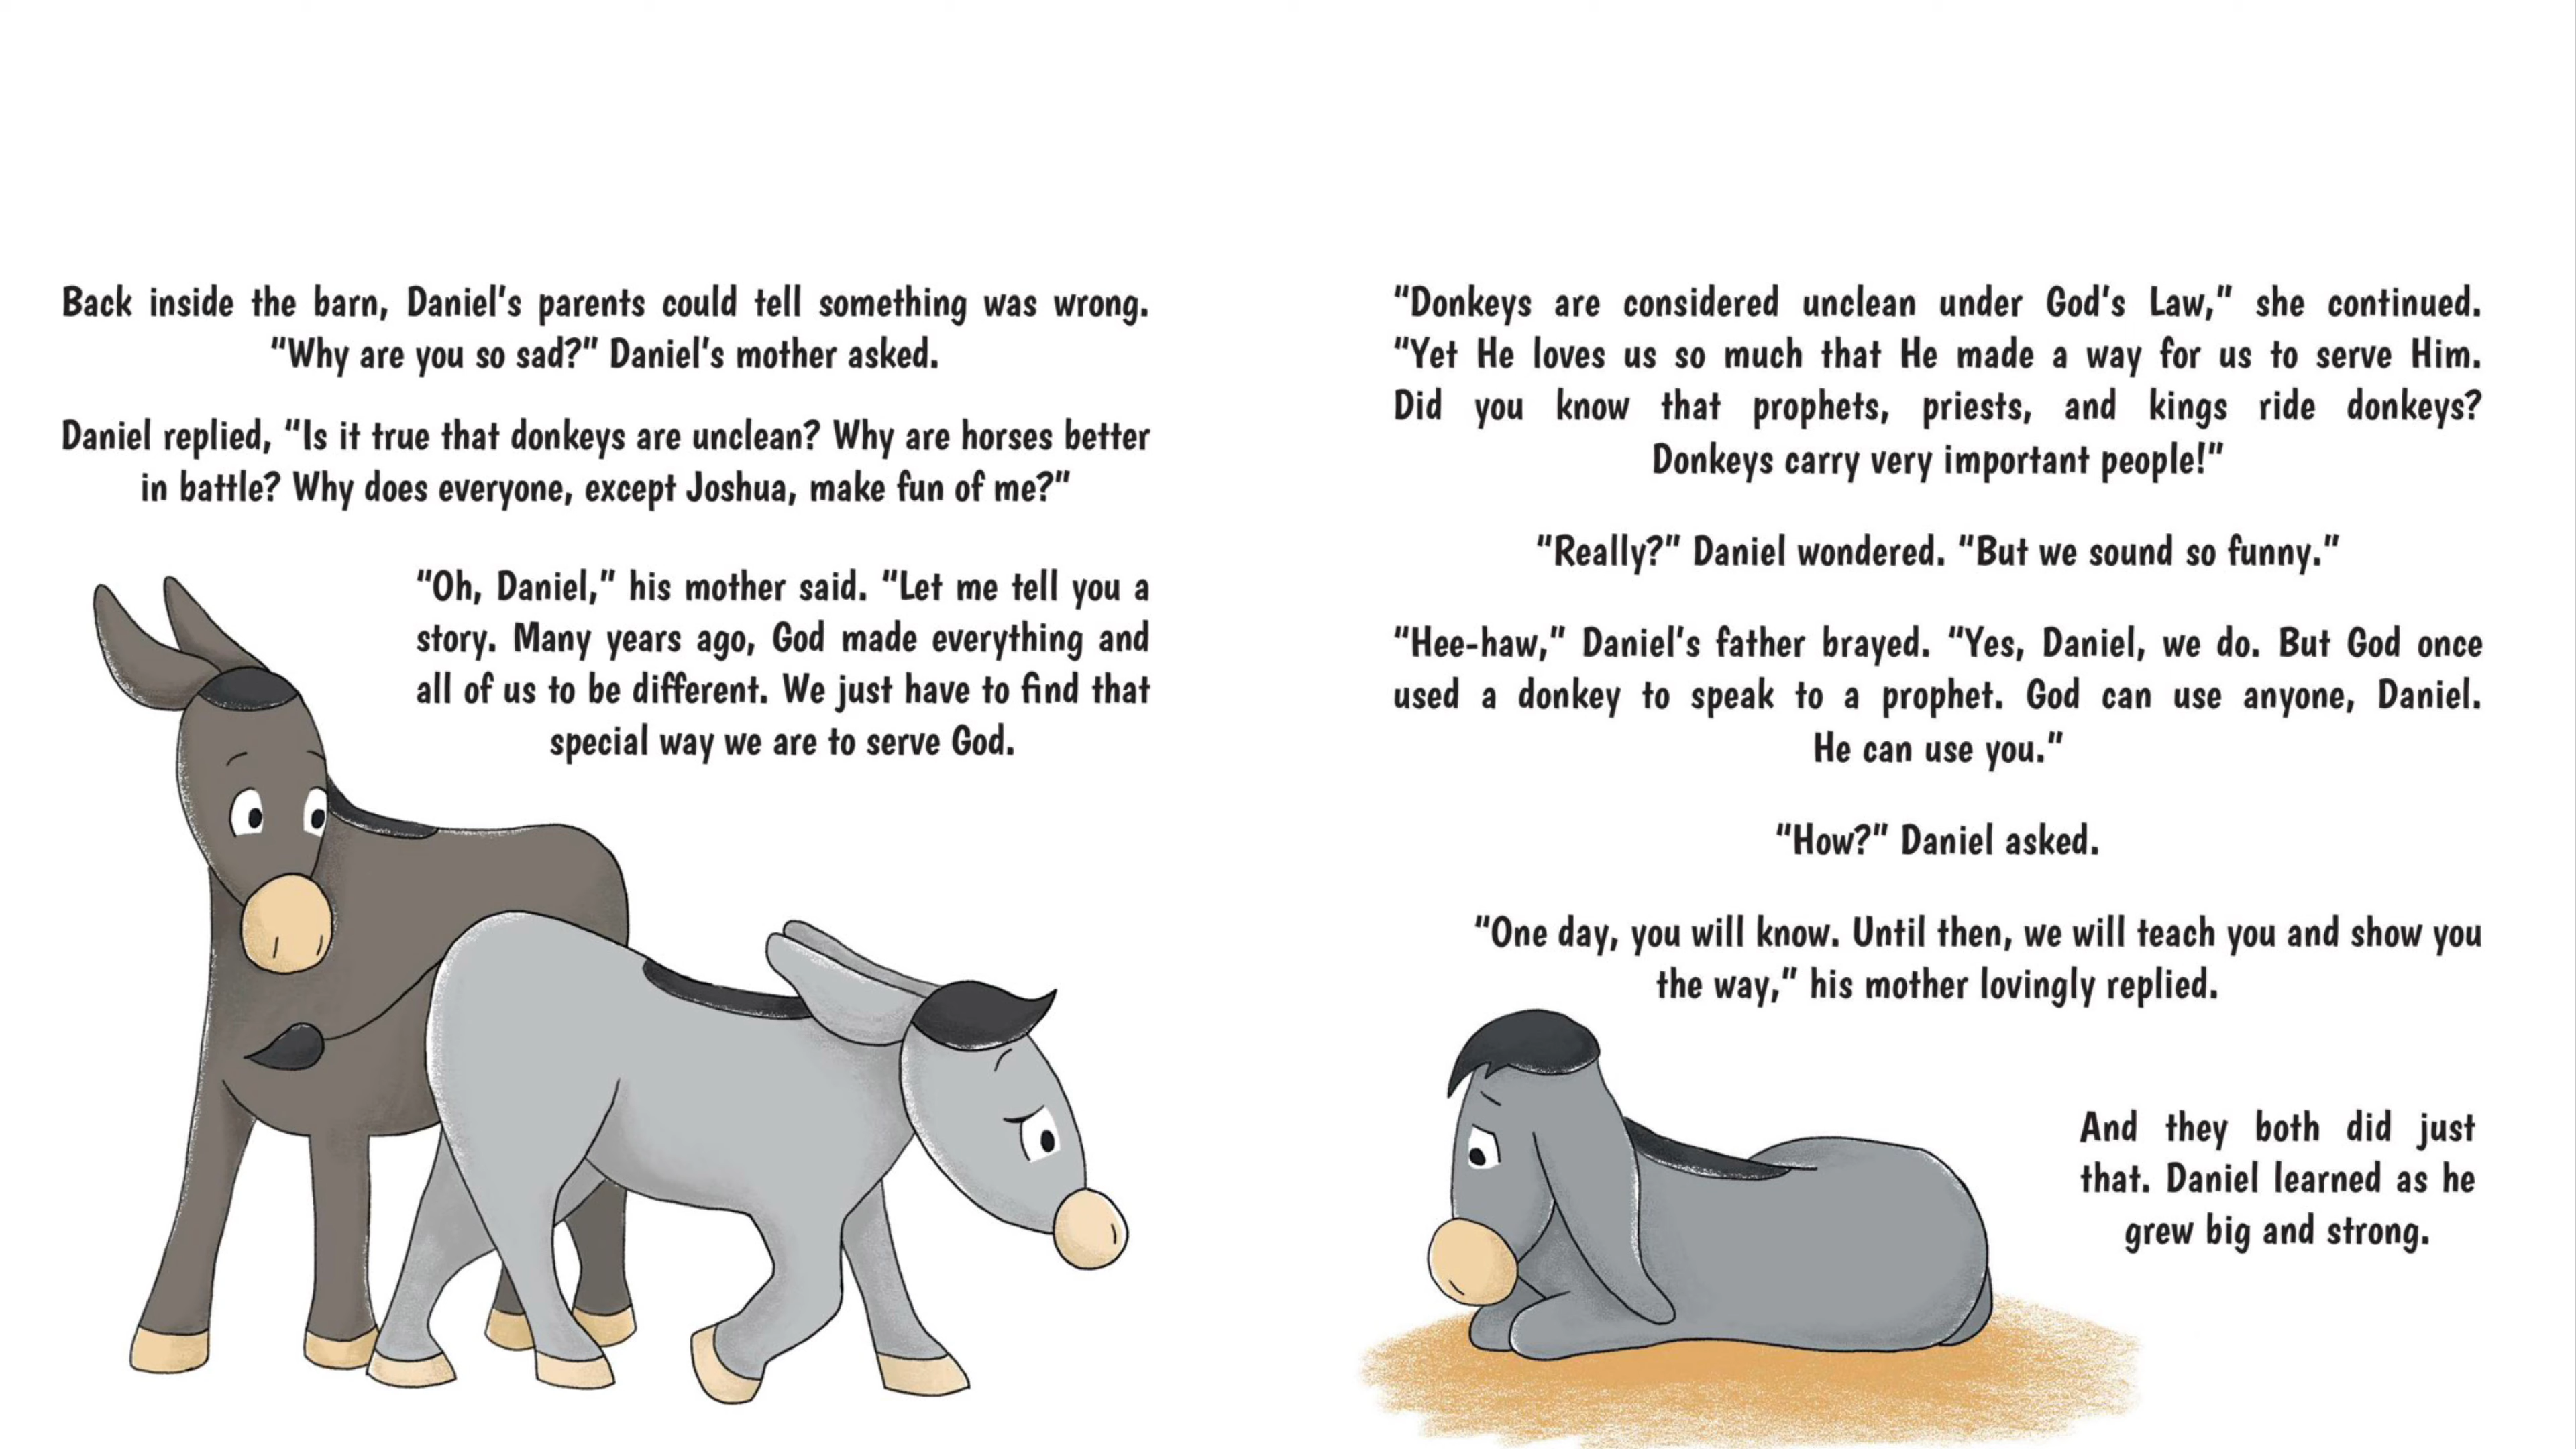 Back inside the barn, Daniel's parents could tell something was wrong.
"Why are you so sad?" Daniel's mother asked.
Daniel replied, "Is it true that donkeys are unclean? Why are horses better
in battle? Why does everyone, except Joshua, make fun of me?"
"Oh, Daniel," his mother said. "Let me tell you a
story. Many years ago, God made everything and
all of us to be different. We just have to find that
special way we are to serve God.
"Donkeys are considered unclean under God's Law," she continued.
"Yet He loves us so much that He made a way for us to serve Him.
Did you know that prophets, priests, and kings ride donkeys?
Donkeys carry very important people!"
"Really?" Daniel wondered. "But we sound so funny."
"Hee-haw," Daniel's father brayed. "Yes, Daniel, we do. But God once
used a donkey to speak to a prophet. God can use anyone, Daniel.
He can use you."
"How?" Daniel asked.
"One day, you will know. Until then, we will teach you and show you
the way," his mother lovingly replied.
And they both did just
that. Daniel learned as he
grew big and strong.